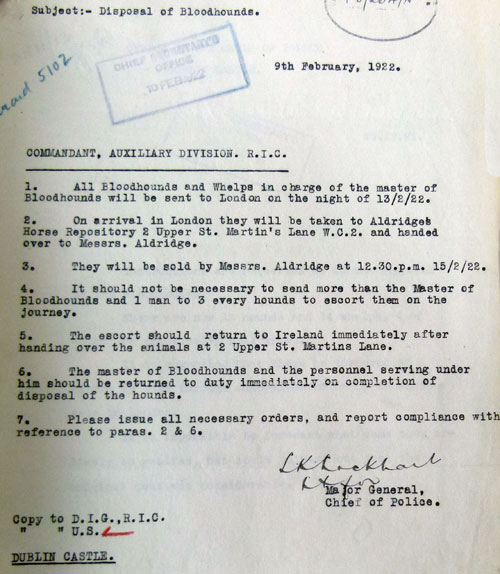 Subject:- Disposal of Bloodhounds.
CHIEF SECRETARY'S
OFFICE
10 FEB 1922
5102
9th February, 1922.
COMMANDANT, AUXILIARY DIVISION. R.I.C.
1. All Bloodhounds and Whelps in charge of the master of
Bloodhounds will be sent to London on the night of 13/2/22.
2. On arrival in London they will be taken to Aldridge's
Horse Repository 2 Upper St. Martin's Lane W.C.2. and handed
over to Messrs. Aldridge.
3. They will be sold by Messrs. Aldridge at 12.30.p.m. 15/2/22.
4. It should not be necessary to send more than the Master of
Bloodhounds and 1 man to 3 every hounds to escort them on the
journey.
5. The escort should return to Ireland immediately after
handing over the animals at 2 Upper St. Martins Lane.
6. The master of Bloodhounds and the personnel serving under
him should be returned to duty immediately on completion of
disposal of the hounds.
7. Please issue all necessary orders, and report compliance with
reference to paras. 2 & 6.
Major General,
Chief of Police.
Copy to D.I.G.,R.I.C.
" " U.S.
DUBLIN CASTLE.